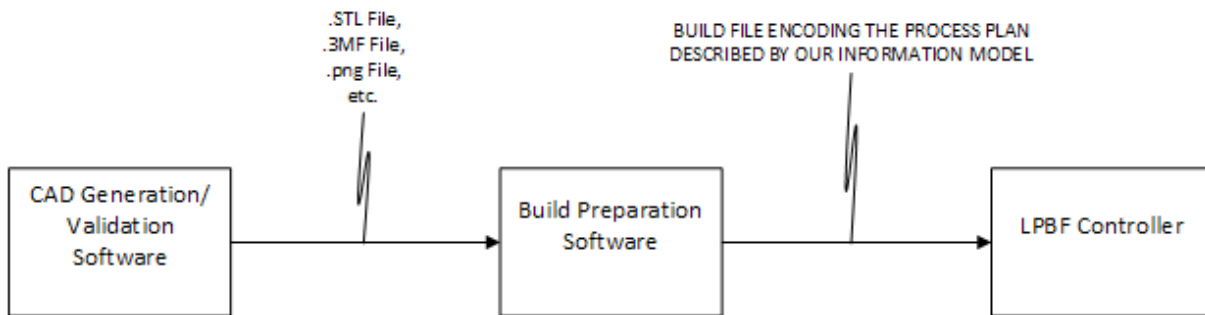 .STL File,
.3MF File,
.png File,
etc.
BUILD FILE ENCODING THE PROCESS PLAN
DESCRIBED BY OUR INFORMATION MODEL
CAD Generation/
Validation
Software
Build Preparation
Software
LPBF Controller